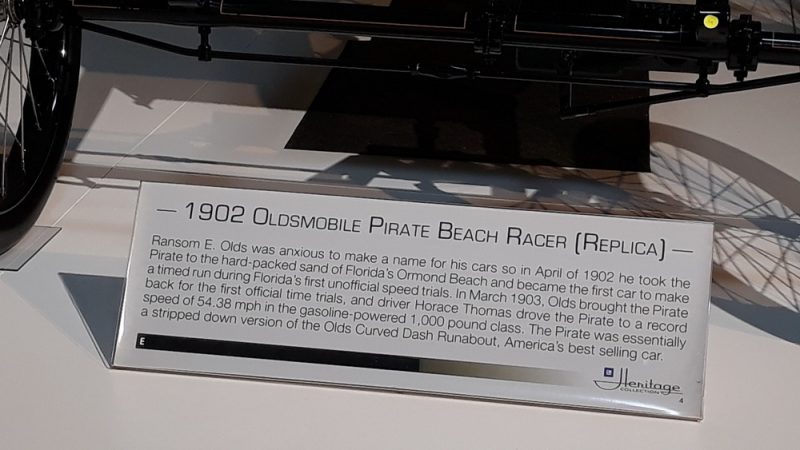 — 1902 OLDSMOBILE PIRATE BEACH RACER (REPLICA) —
Ransom E. Olds was anxious to make a name for his cars so in April of 1902 he took the
Pirate to the hard-packed sand of Florida's Ormond Beach and became the first car to make
a timed run during Florida's first unofficial speed trials. In March 1903, Olds brought the Pirate
back for the first official time trials, and driver Horace Thomas drove the Pirate to a record
speed of 54.38 mph in the gasoline-powered 1,000 pound class. The Pirate was essentially
a stripped down version of the Olds Curved Dash Runabout, America's best selling car.
E
GM
Heritage
COLLECTION
4